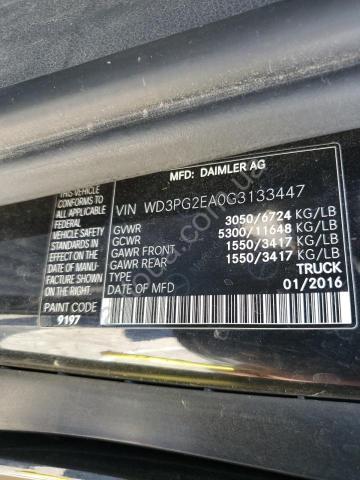 MFD: DAIMLER AG
THIS VEHICLE
CONFORMS TO ALL
APPLICABLE
FEDERAL
SAFETY
STANDARDS IN
EFFECT ON THE
DATE OF MANU-
FACTURE SHOWN
ON THE RIGHT.
PAINT CODE
9197
VIN WD3PG2EA0G3133447
GVWR 3050/6724 KG/LB
GCWR 5300/11648 KG/LB
GAWR FRONT 1550/3417 KG/LB
GAWR REAR 1550/3417 KG/LB
TYPE TRUCK
DATE OF MFD 01/2016